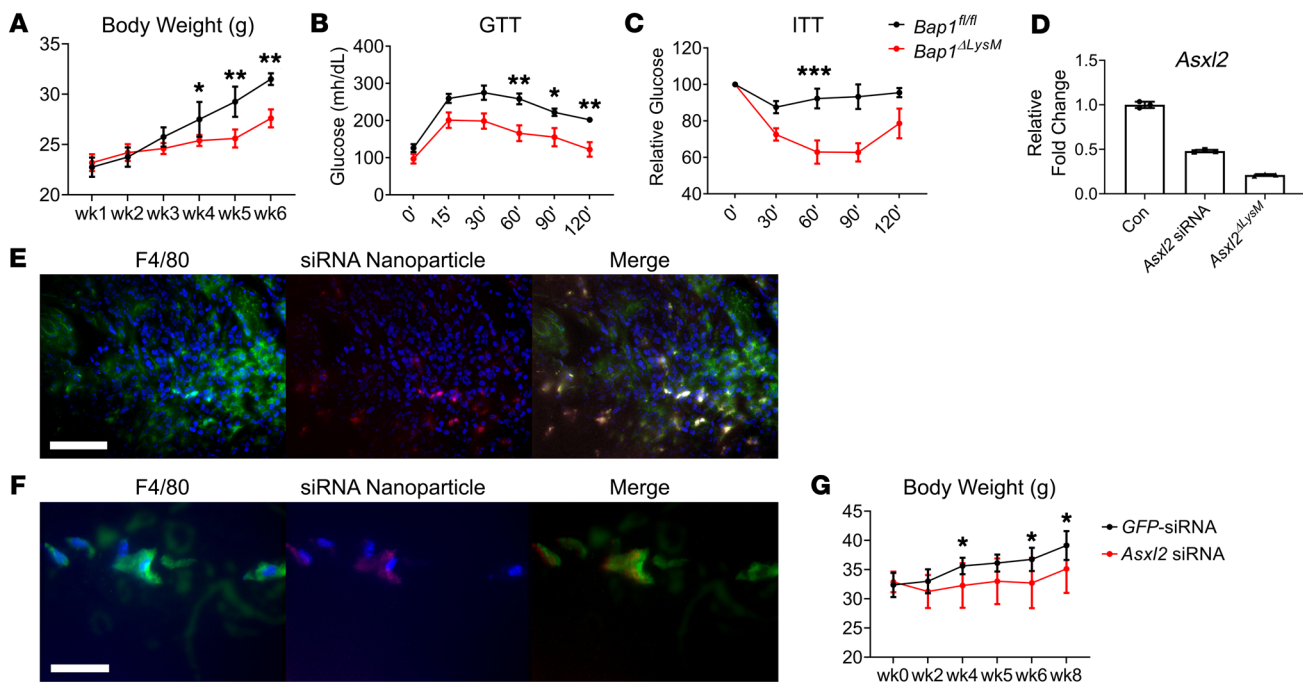 A
Body Weight (g)
35
30
25
20
wk1 wk2 wk3 wk4 wk5 wk6
*
**
**
B
GTT
Glucose (mh/dL)
400
300
200
100
0
0' 15' 30' 60' 90' 120'
**
*
**
C
ITT
Relative Glucose
120
100
80
60
40
0' 30' 60' 90' 120'
***
Bap1fl/fl
Bap1ΔLysM
D
Asxl2
Relative
Fold Change
1.5
1.0
0.5
0.0
Con
Asxl2 siRNA
Asxl2ΔLysM
E
F4/80
siRNA Nanoparticle
Merge
F
F4/80
siRNA Nanoparticle
Merge
G
Body Weight (g)
45
40
35
30
25
20
wk0 wk2 wk4 wk5 wk6 wk8
*
*
*
GFP-siRNA
Asxl2 siRNA